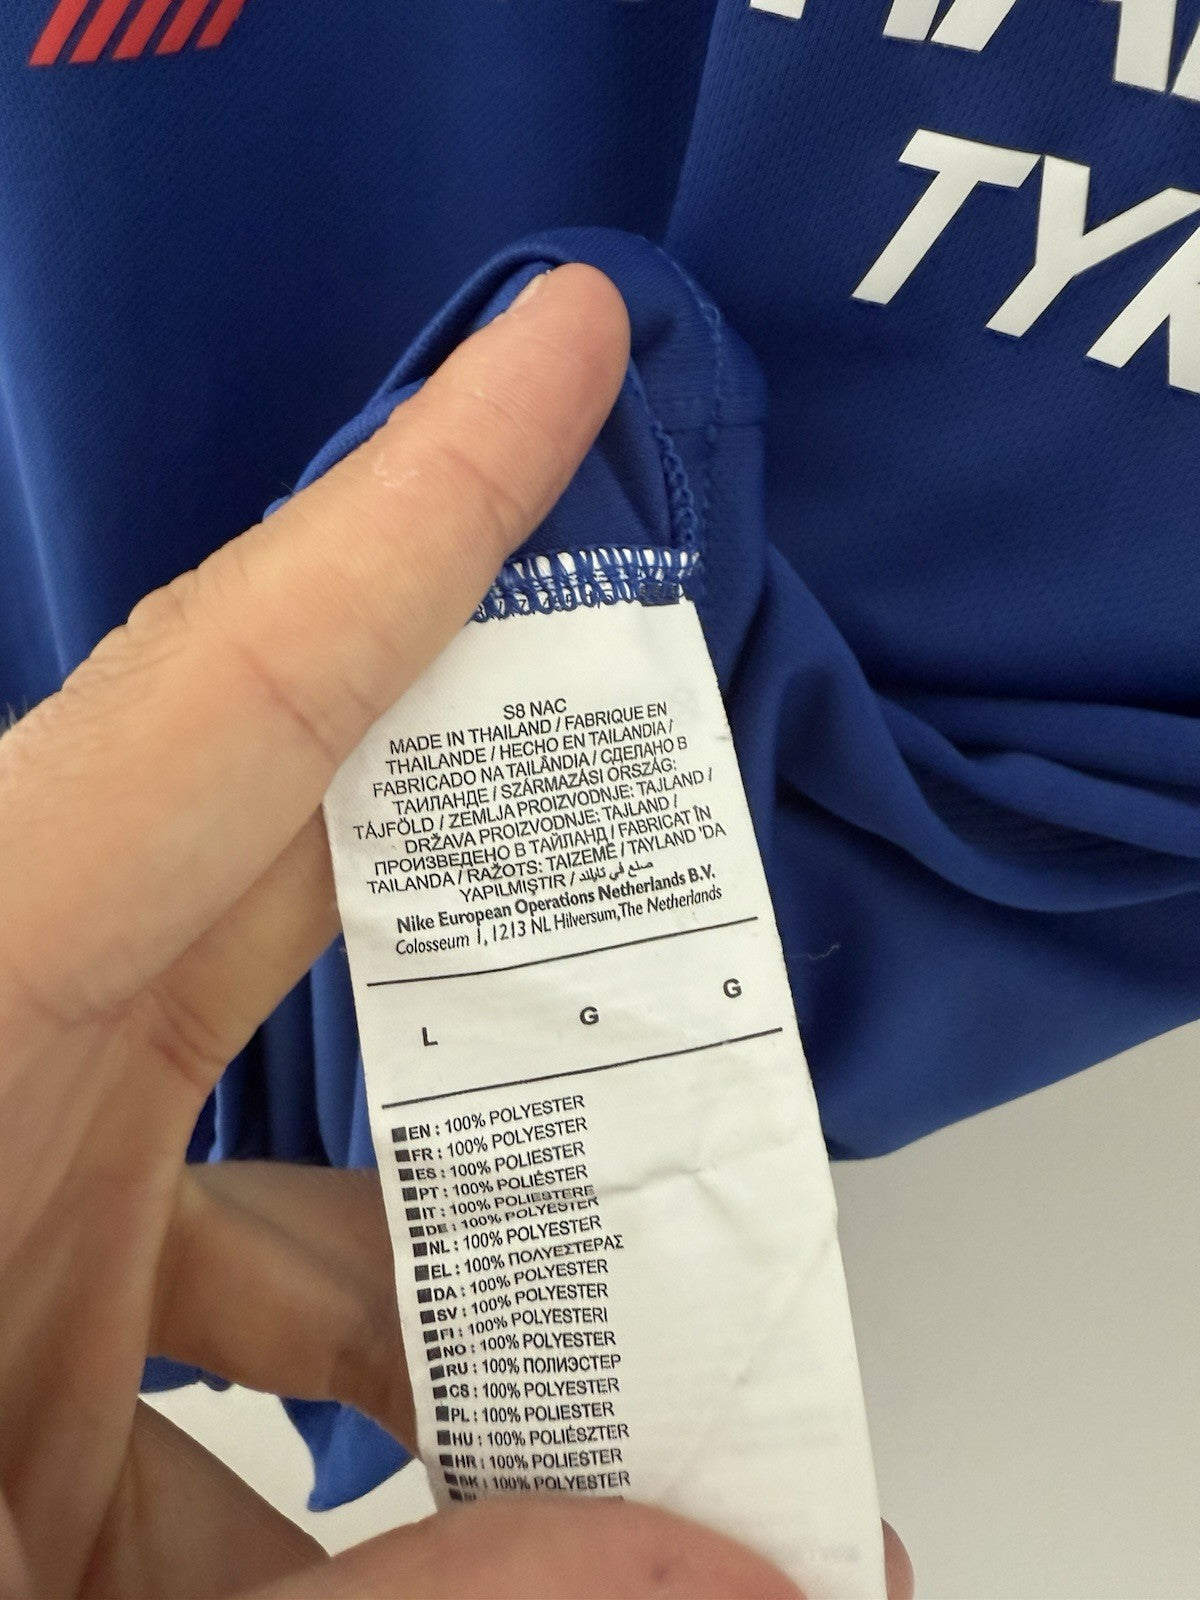 TY
S8 NAC
MADE IN THAILAND / FABRIQUE EN
THAILANDE / HECHO EN TAILANDIA /
FABRICADO NA TAILÂNDIA / СДЕЛАНО В
ТАИЛАНДЕ / SZÁRMAZÁSI ORSZÁG:
TÁJFÖLD / ZEMLJA PROIZVODNJE: TAJLAND /
DRŽAVA PROIZVODNJE: TAJLAND /
ПРОИЗВЕДЕНО В ТАЙЛАНД / FABRICAT ÎN
TAILANDA / RAŽOTS: TAIZEMĒ / TAYLAND 'DA
YAPILMIŞTIR / صنع في تايلند
Nike European Operations Netherlands B.V.
Colosseum 1, 1213 NL Hilversum,The Netherlands
L G G
EN : 100% POLYESTER
FR : 100% POLYESTER
ES : 100% POLIESTER
PT : 100% POLIÉSTER
IT : 100% POLIESTERE
DE : 100% POLYESTER
NL : 100% POLYESTER
EL : 100% ΠΟΛΥΕΣΤΕΡΑΣ
DA : 100% POLYESTER
SV : 100% POLYESTER
FI : 100% POLYESTERI
NO : 100% POLYESTER
RU : 100% ПОЛИЭСТЕР
CS : 100% POLYESTER
PL : 100% POLIESTER
HU : 100% POLIÉSZTER
HR : 100% POLIESTER
SK : 100% POLYESTER